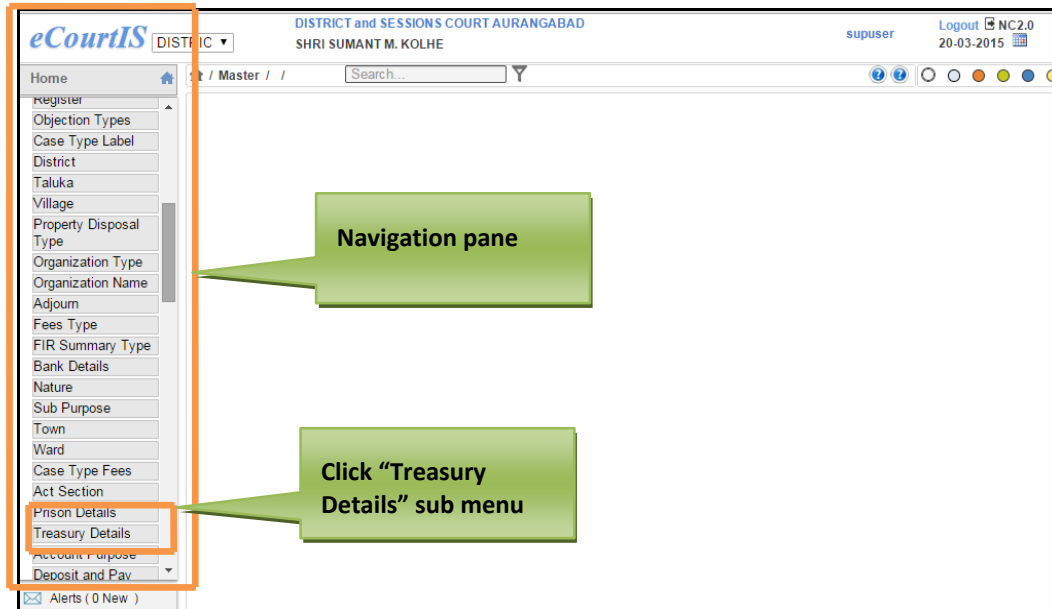 DISTRICT and SESSIONS COURT AURANGABAD
eCourtIS DISTRIC ▼
SHRI SUMANT M. KOLHE
supuser
Logout NC2.0
20-03-2015
Home
/ Master / /
Search...
Register
Objection Types
Case Type Label
District
Taluka
Village
Property Disposal
Type
Organization Type
Organization Name
Adjourn
Fees Type
FIR Summary Type
Bank Details
Nature
Sub Purpose
Town
Ward
Case Type Fees
Act Section
Prison Details
Treasury Details
Account Purpose
Deposit and Pay
Alerts ( 0 New )
Navigation pane
Click “Treasury
Details” sub menu